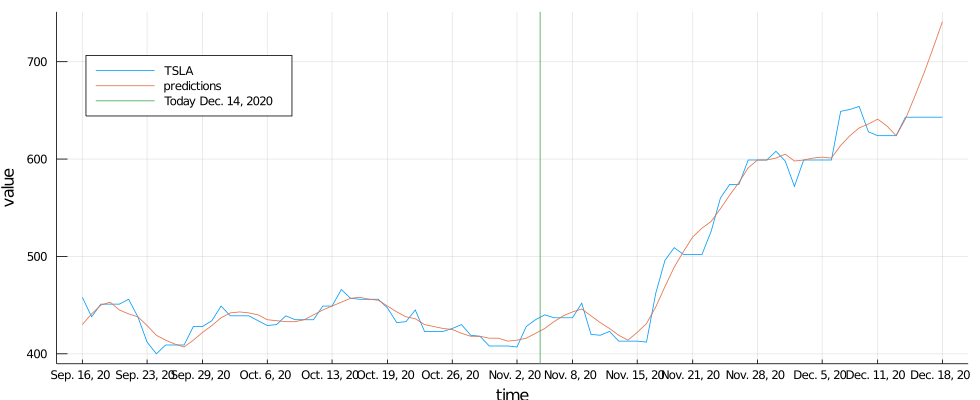 700
600
500
400
value
TSLA
predictions
Today Dec. 14, 2020
Sep. 16, 20 Sep. 23, 20 Sep. 29, 20 Oct. 6, 20 Oct. 13, 20 Oct. 19, 20 Oct. 26, 20 Nov. 2, 20 Nov. 8, 20 Nov. 15, 20 Nov. 21, 20 Nov. 28, 20 Dec. 5, 20 Dec. 11, 20 Dec. 18, 20
time